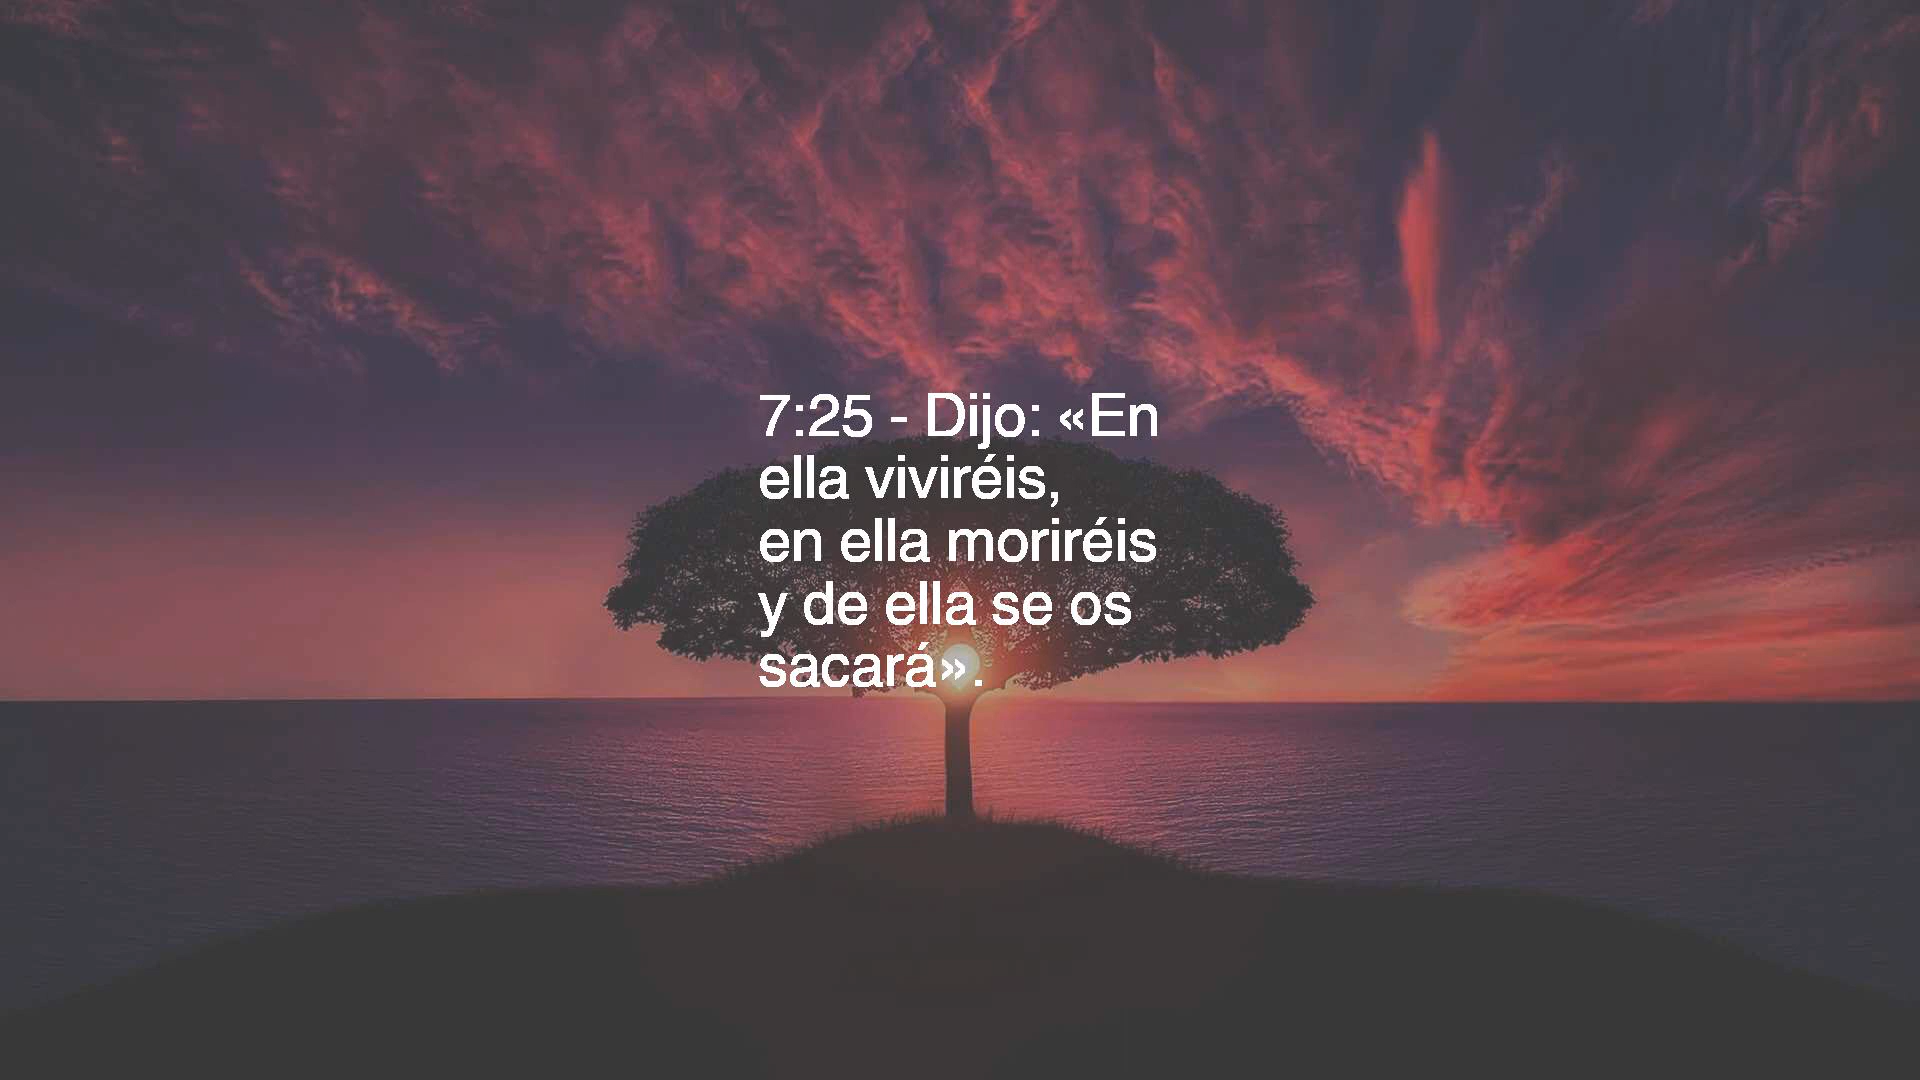 7:25 - Dijo: «En
ella viviréis,
en ella moriréis
y de ella se os
sacará».